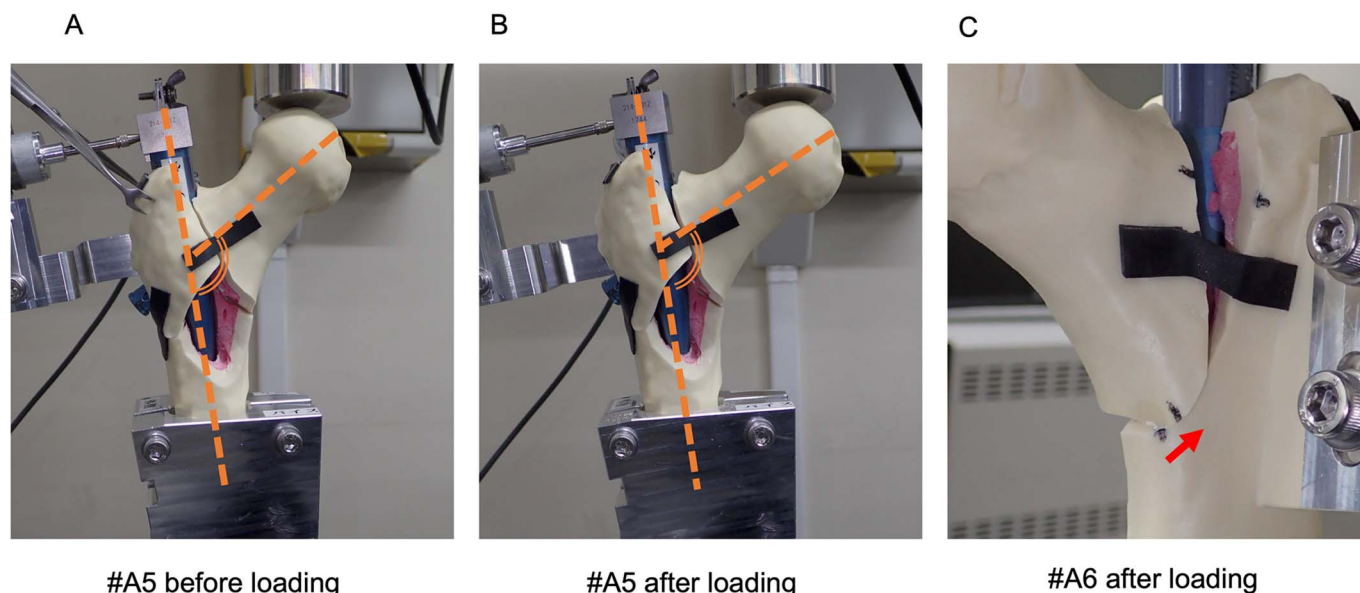 A
B
C
#A5 before loading
#A5 after loading
#A6 after loading